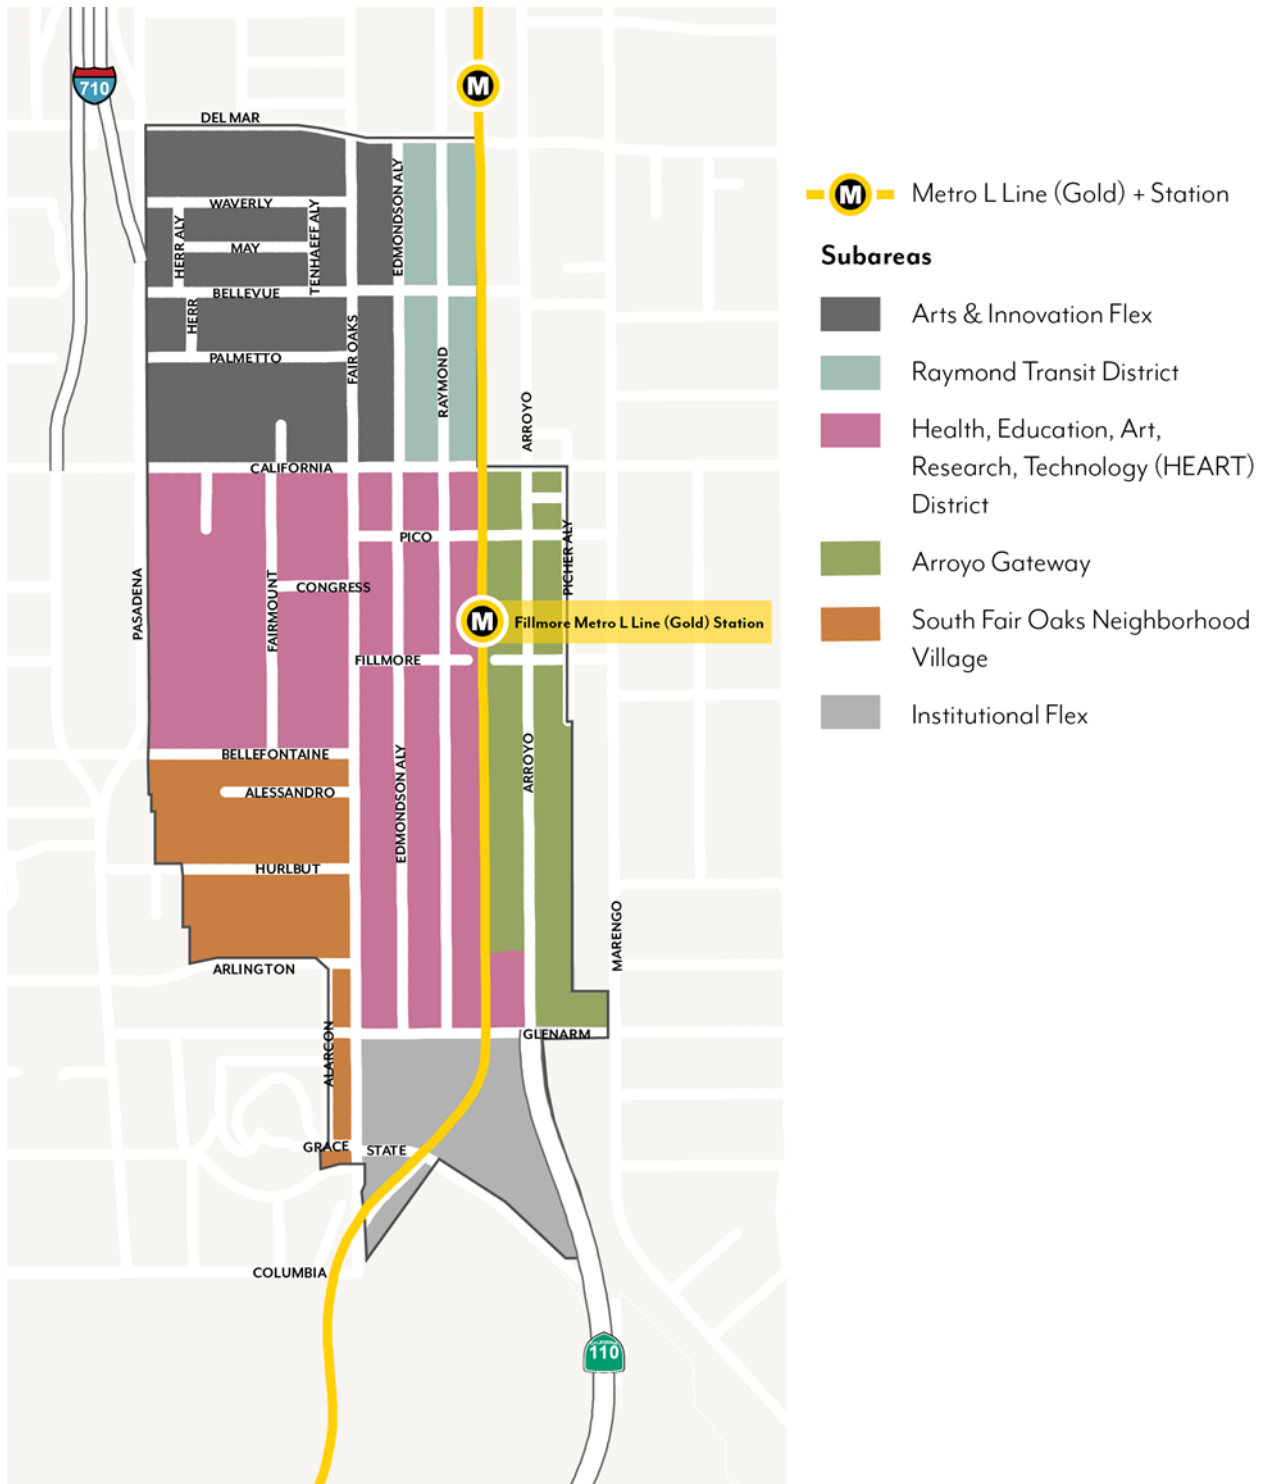 710
M
DEL MAR
WAVERLY
HERR ALY
TENHAEFF ALY
EDMONDSON ALY
MAY
BELLEVUE
HERR
FAIR OAKS
PALMETTO
RAYMOND
ARROYO
CALIFORNIA
PICO
PICHER ALY
PASADENA
FAIRMOUNT
CONGRESS
M
Fillmore Metro L Line (Gold) Station
FILLMORE
BELLEFONTAINE
ARROYO
EDMONDSON ALY
ALESSANDRO
HURLBUT
MARENGO
ARLINGTON
GLENARM
ALARCON
GRACE
STATE
COLUMBIA
CALIFORNIA
110
M
Metro L Line (Gold) + Station
Subareas
Arts & Innovation Flex
Raymond Transit District
Health, Education, Art,
Research, Technology (HEART)
District
Arroyo Gateway
South Fair Oaks Neighborhood
Village
Institutional Flex